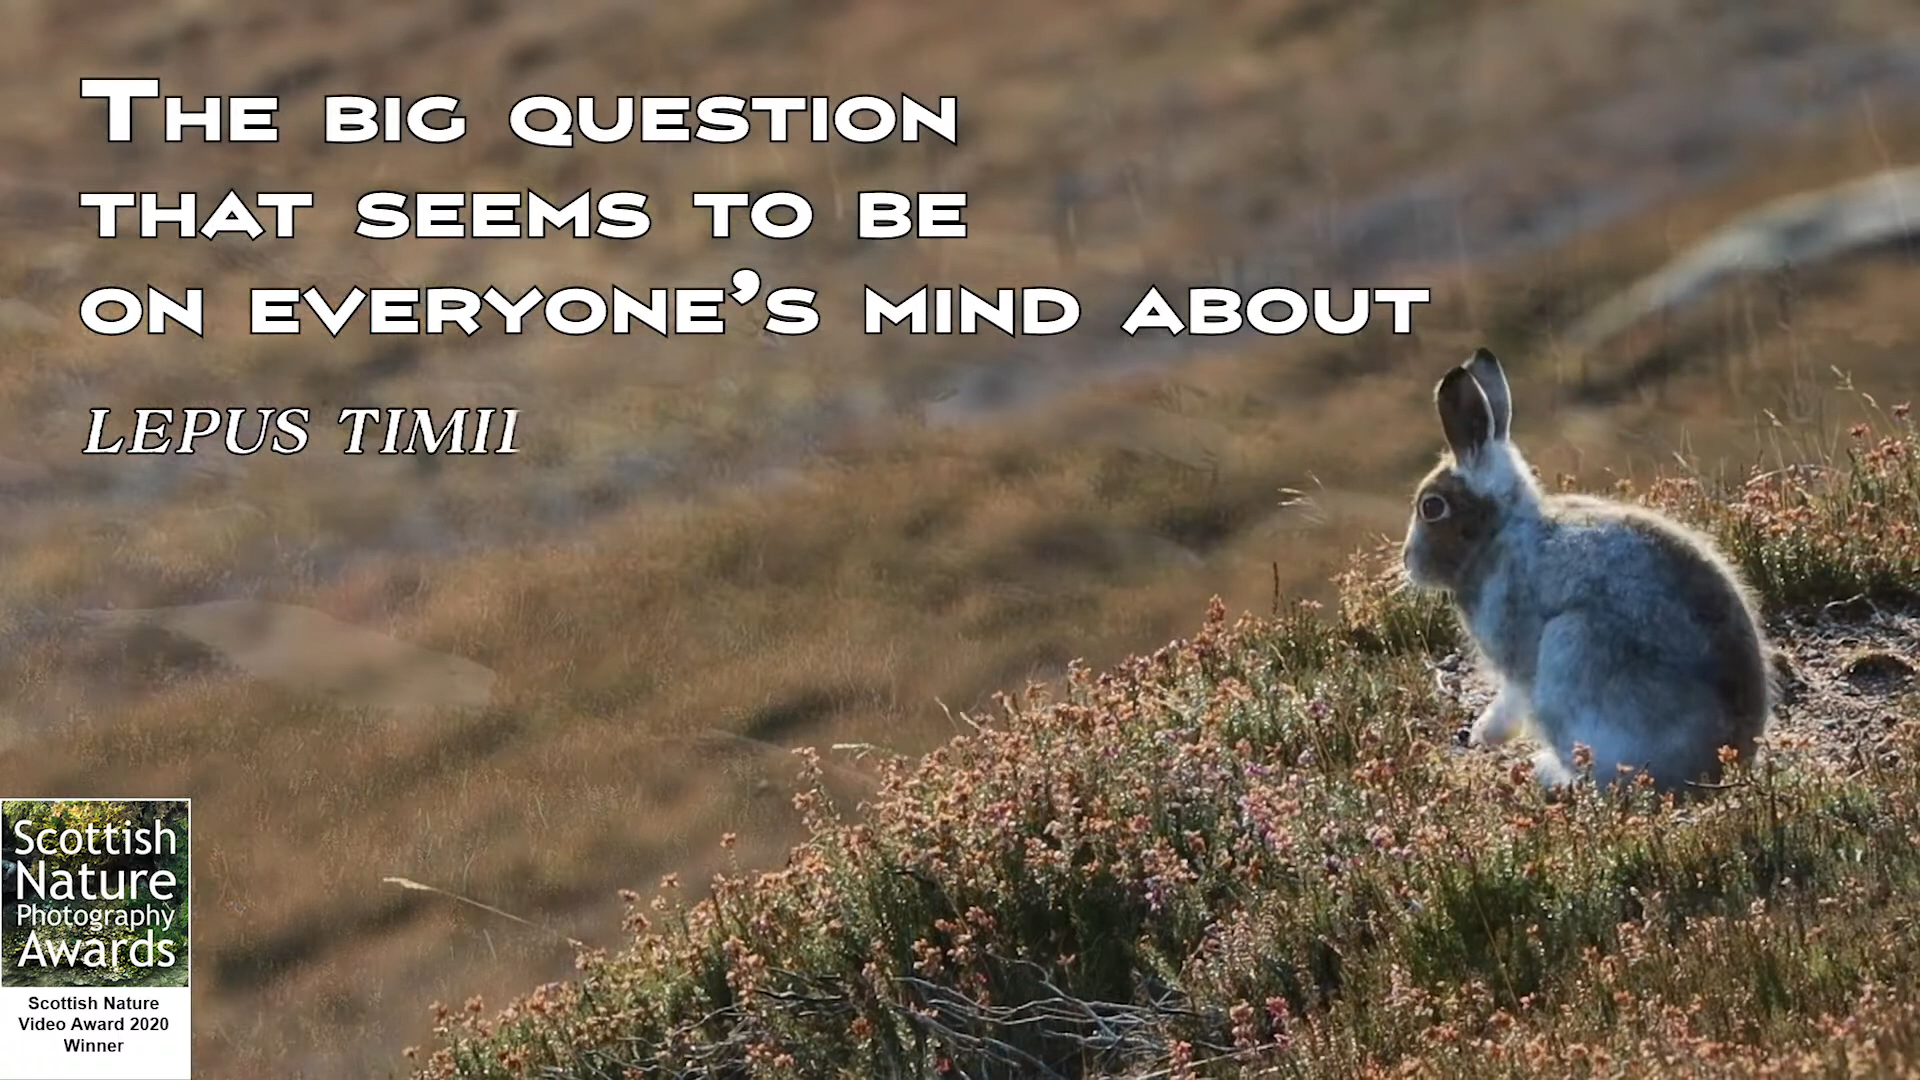 The big question
that seems to be
on everyone’s mind about
LEPUS
Scottish
Nature
Photography
Awards
Scottish Nature
Video Award 2020
Winner